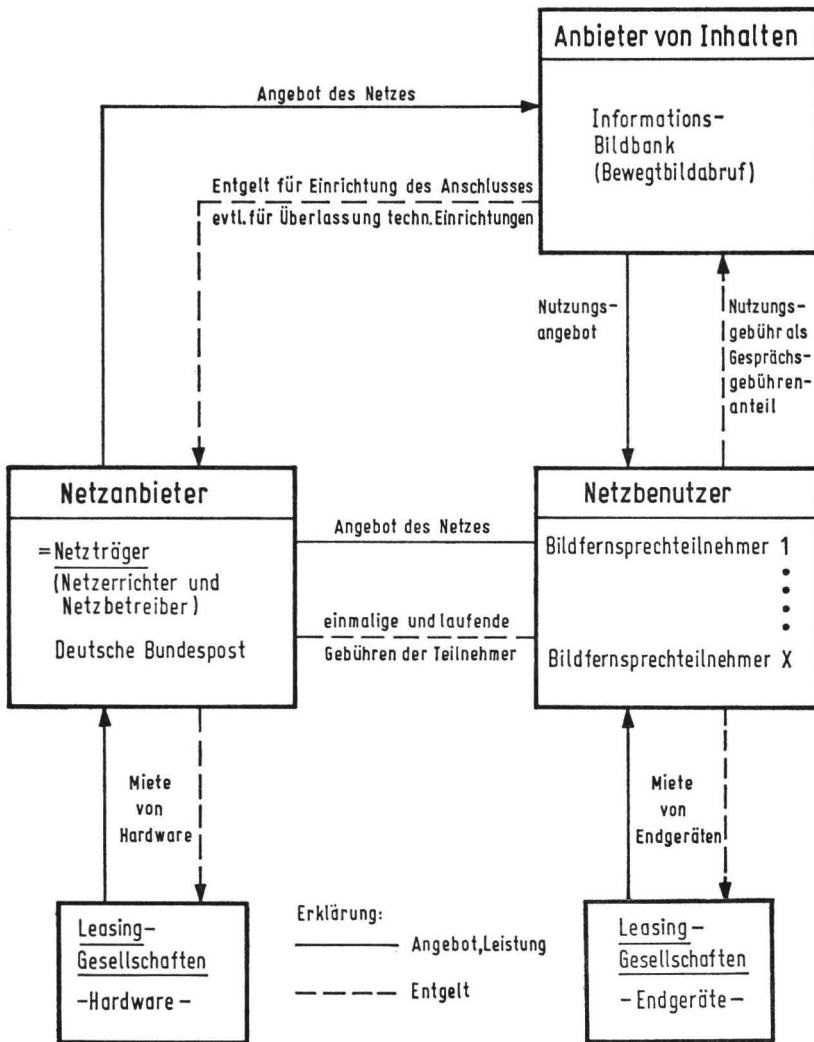 Anbieter von Inhalten
Informations-
Bildbank
(Bewegtbildabruf)
Angebot des Netzes
Entgelt für Einrichtung des Anschlusses
evtl. für Überlassung techn. Einrichtungen
Nutzungs-
angebot
Nutzungs-
gebühr als
Gesprächs-
gebühren-
anteil
Netzanbieter
=Netzträger
(Netzerrichter und
Netzbetreiber)
Deutsche Bundespost
Angebot des Netzes
einmalige und laufende
Gebühren der Teilnehmer
Netzbenutzer
Bildfernsprechteilnehmer 1
Bildfernsprechteilnehmer X
Miete
von
Hardware
Miete
von
Endgeräten
Leasing-
Gesellschaften
-Hardware-
Erklärung:
Angebot,Leistung
Entgelt
Leasing-
Gesellschaften
-Endgeräte-